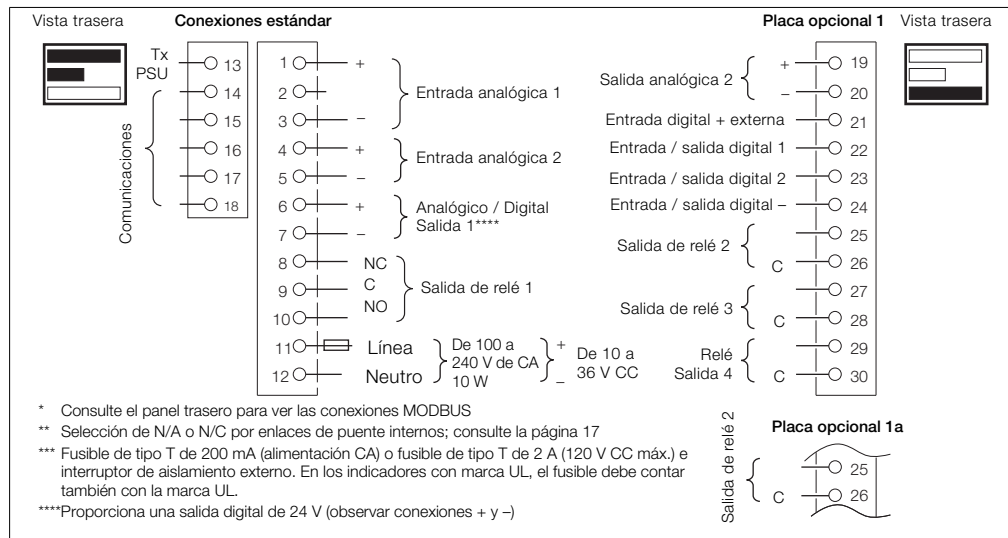 Vista trasera
Conexiones estándar
Placa opcional 1
Vista trasera
Tx
PSU
13
14
15
16
17
18
Comunicaciones
1 +
2
3 –
Entrada analógica 1
4 +
5 –
Entrada analógica 2
6 +
7 –
Analógico / Digital
Salida 1****
8 NC
9 C
10 NO
Salida de relé 1
11 Línea
12 Neutro
De 100 a
240 V de CA
10 W
+
–
De 10 a
36 V CC
Salida analógica 2
+ 19
– 20
Entrada digital + externa 21
Entrada / salida digital 1 22
Entrada / salida digital 2 23
Entrada / salida digital – 24
Salida de relé 2
25
C 26
Salida de relé 3
27
C 28
Relé
Salida 4
29
C 30
* Consulte el panel trasero para ver las conexiones MODBUS
** Selección de N/A o N/C por enlaces de puente internos; consulte la página 17
*** Fusible de tipo T de 200 mA (alimentación CA) o fusible de tipo T de 2 A (120 V CC máx.) e
interruptor de aislamiento externo. En los indicadores con marca UL, el fusible debe contar
también con la marca UL.
****Proporciona una salida digital de 24 V (observar conexiones + y –)
Placa opcional 1a
Salida de relé 2
25
C 26